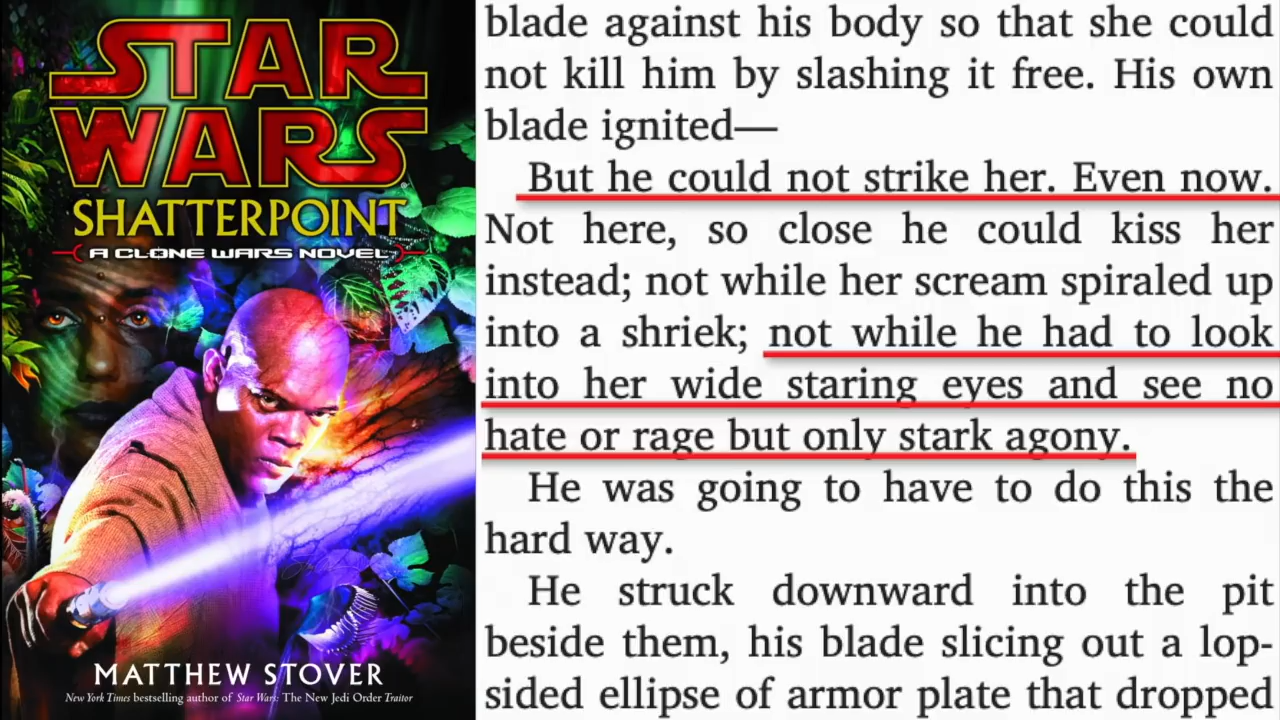 STAR
WARS
SHATTERPOINT
A CLONE WARS NOVEL
MATTHEW STOVER
New York Times bestselling author of Star Wars: The New Jedi Order Traitor
blade against his body so that she could
not kill him by slashing it free. His own
blade ignited—
But he could not strike her. Even now.
Not here, so close he could kiss her
instead; not while her scream spiraled up
into a shriek; not while he had to look
into her wide staring eyes and see no
hate or rage but only stark agony.
He was going to have to do this the
hard way.
He struck downward into the pit
beside them, his blade slicing out a lop-
sided ellipse of armor plate that dropped